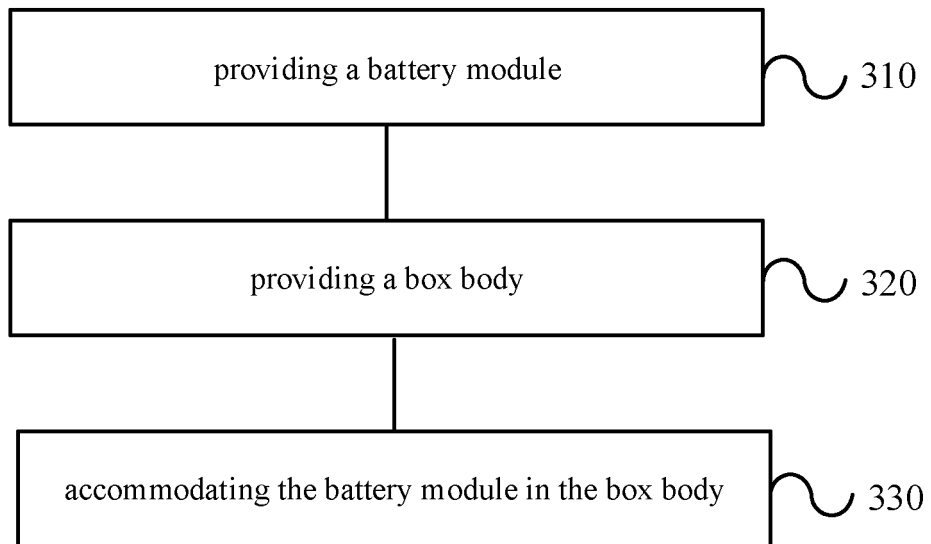 providing a battery module
310
providing a box body
320
accommodating the battery module in the box body
330